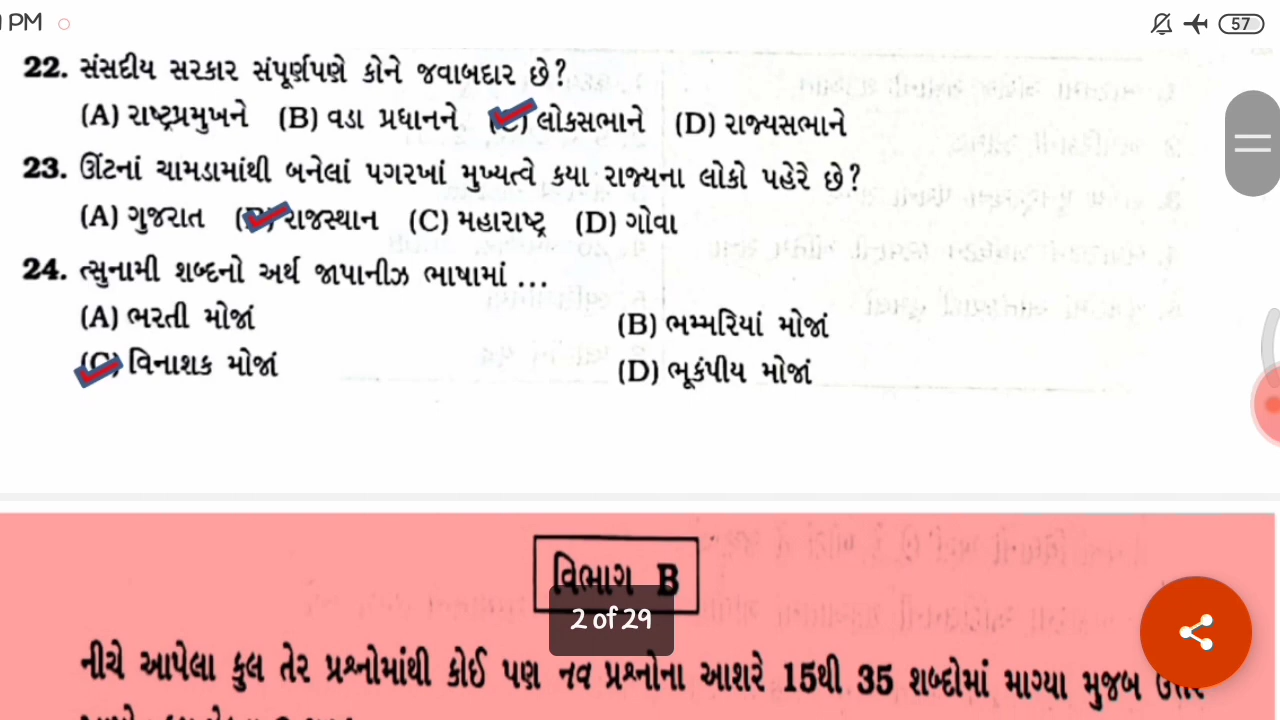 PM
57
22. સંસદીય સરકાર સંપૂર્ણપણે કોને જવાબદાર છે?
(A) રાષ્ટ્રપ્રમુખને (B) વડા પ્રધાનને (C) લોકસભાને (D) રાજ્યસભાને
23. ઊંટનાં ચામડામાંથી બનેલાં પગરખાં મુખ્યત્વે કયા રાજ્યના લોકો પહેરે છે?
(A) ગુજરાત (B) રાજસ્થાન (C) મહારાષ્ટ્ર (D) ગોવા
24. ત્સુનામી શબ્દનો અર્થ જાપાનીઝ ભાષામાં ...
(A) ભરતી મોજાં (B) ભમ્મરિયાં મોજાં
(C) વિનાશક મોજાં (D) ભૂકંપીય મોજાં
વિભાગ B
2 of 29
નીચે આપેલા કુલ તેર પ્રશ્નોમાંથી કોઈ પણ નવ પ્રશ્નોના આશરે 15થી 35 શબ્દોમાં માગ્યા મુજબ ઉત્તર